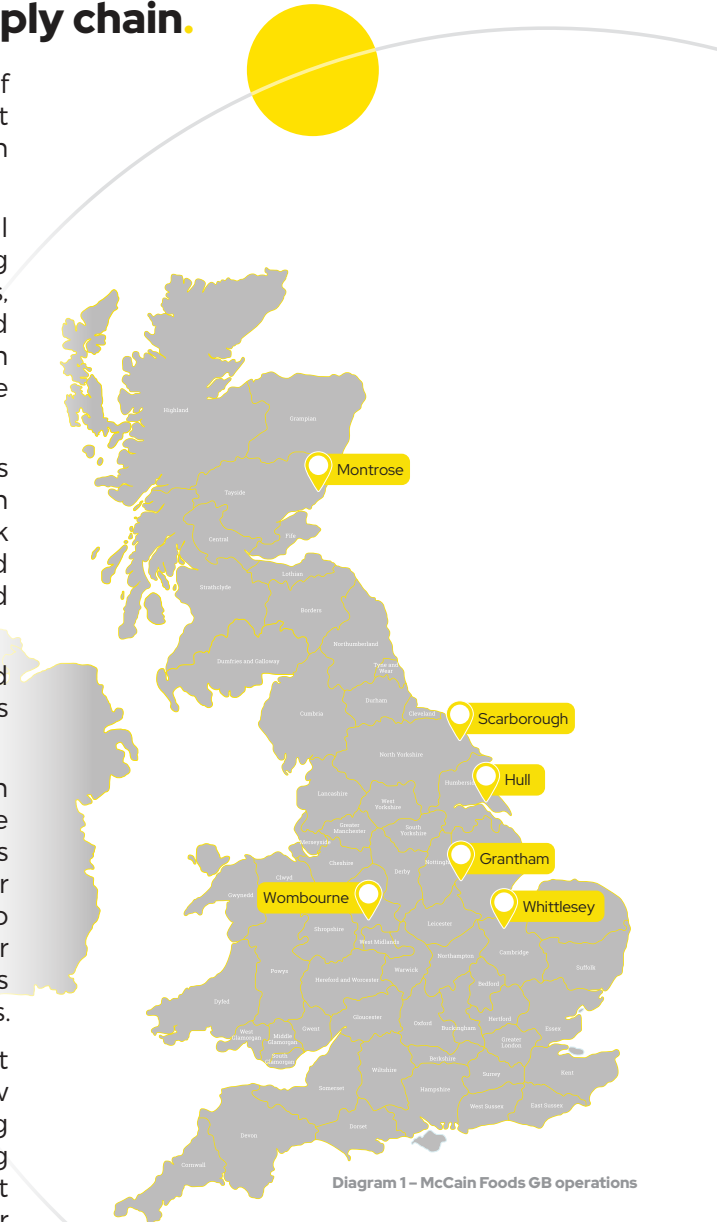 ply chain.
f
t
n
l
g
s,
d
n
e
s
n
k
d
d
d
s
n
e
s
r
o
r
s
s.
t
v
g
g
t
r
Highland
Grampian
Montrose
Tayside
Central
Fife
Lothian
Strathclyde
Borders
Northumberland
Dumfries and Galloway
Tyne and
Wear
Durham
Cumbria
Cleveland
Scarborough
North Yorkshire
Hull
Humbersi
Lancashire
West
Yorkshire
Greater
Manchester
South
Yorkshire
Merseyside
Cheshire
Derby
Nottingh
Grantham
Clwyd
Gwynedd
Wombourne
Whittlesey
Shropshire
Leicester
West Midlands
Northampton
Cambridge
Suffolk
Powys
Hereford and Worcester
Warwick
Bedford
Dyfed
Gloucester
Oxford
Buckingham
Hertford
Essex
West
Glamorgan
Middle
Glamorgan
Gwent
South
Glamorgan
Greater
London
Berkshire
Wiltshire
Surrey
Kent
Somerset
Hampshire
West Sussex
East Sussex
Devon
Dorset
Cornwall
Diagram 1 – McCain Foods GB operations